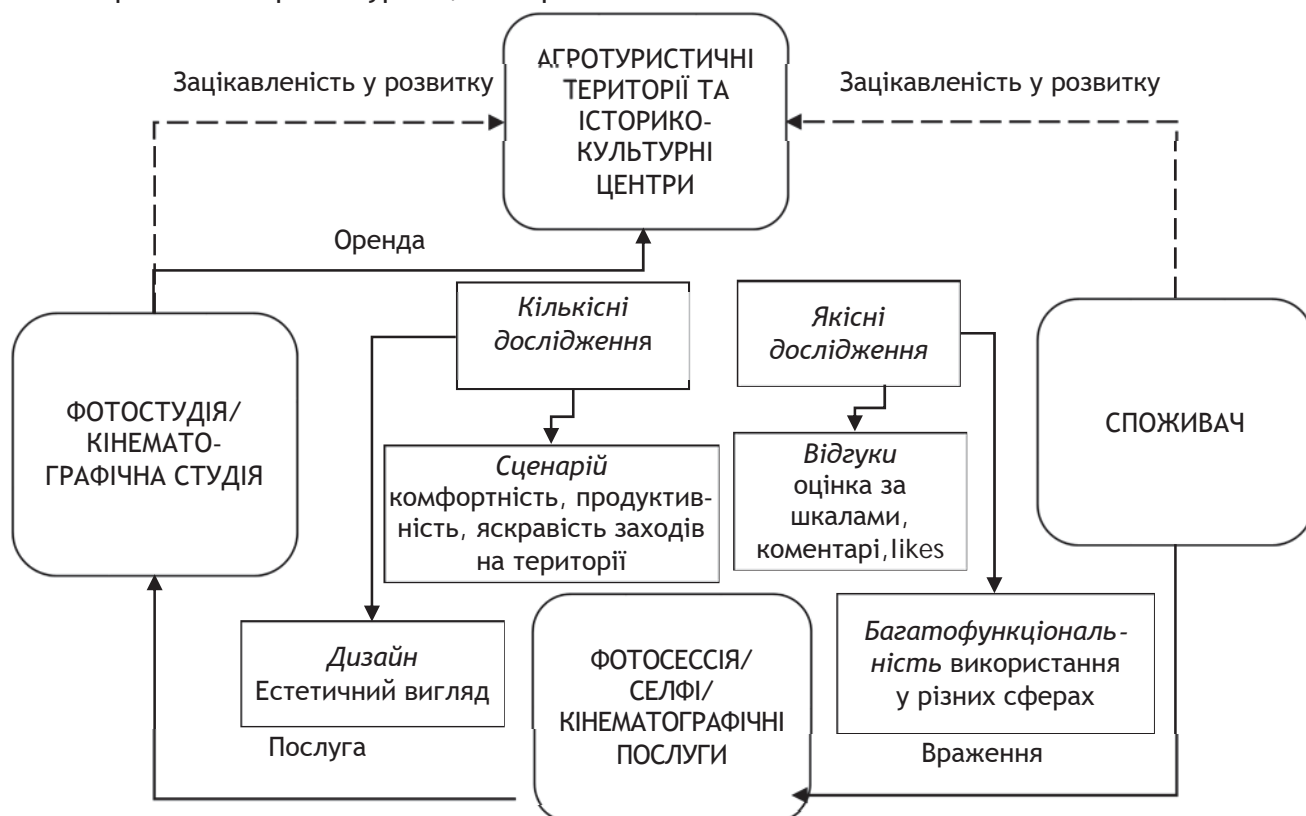 АГРОТУРИСТИЧНІ
ТЕРИТОРІЇ ТА
ІСТОРИКО-
КУЛЬТУРНІ
ЦЕНТРИ
Зацікавленість у розвитку
Зацікавленість у розвитку
Оренда
Кількісні
дослідження
Якісні
дослідження
ФОТОСТУДІЯ/
КІНЕМАТО-
ГРАФІЧНА СТУДІЯ
СПОЖИВАЧ
Сценарій
комфортність, продуктив-
ність, яскравість заходів
на території
Відгуки
оцінка за
шкалами,
коментарі,likes
Дизайн
Естетичний вигляд
ФОТОСЕССІЯ/
СЕЛФІ/
КІНЕМАТОГРАФІЧНІ
ПОСЛУГИ
Багатофункціональ-
ність використання
у різних сферах
Послуга
Враження